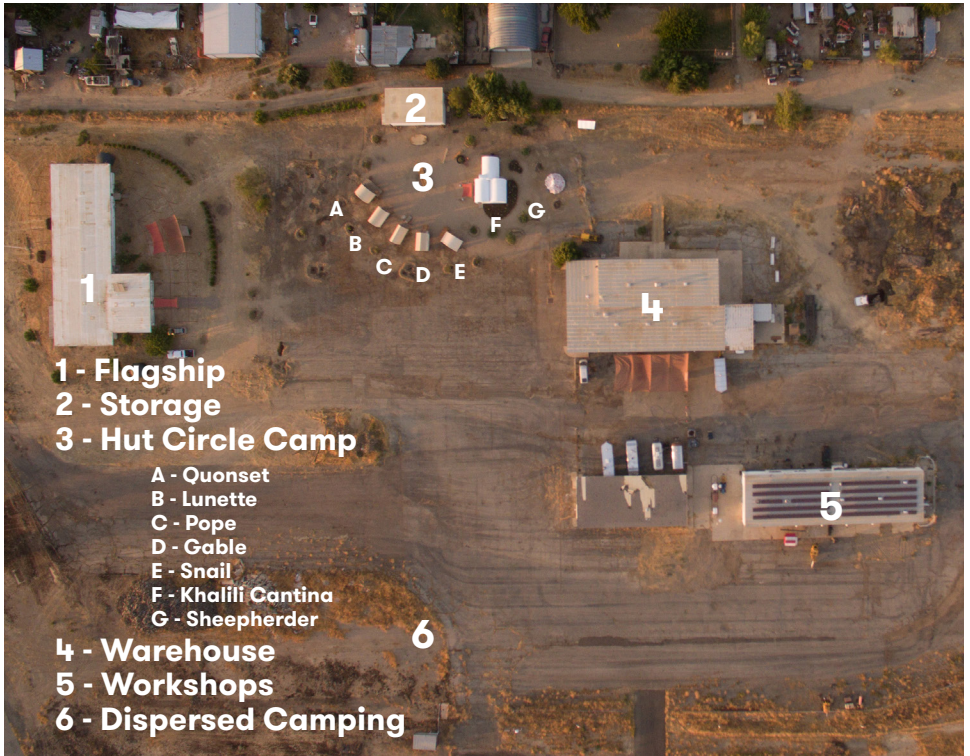 2
3
A
B
C
D
E
F
G
1
4
1 - Flagship
2 - Storage
3 - Hut Circle Camp
A - Quonset
B - Lunette
C - Pope
D - Gable
E - Snail
F - Khalili Cantina
G - Sheepherder
5
6
4 - Warehouse
5 - Workshops
6 - Dispersed Camping